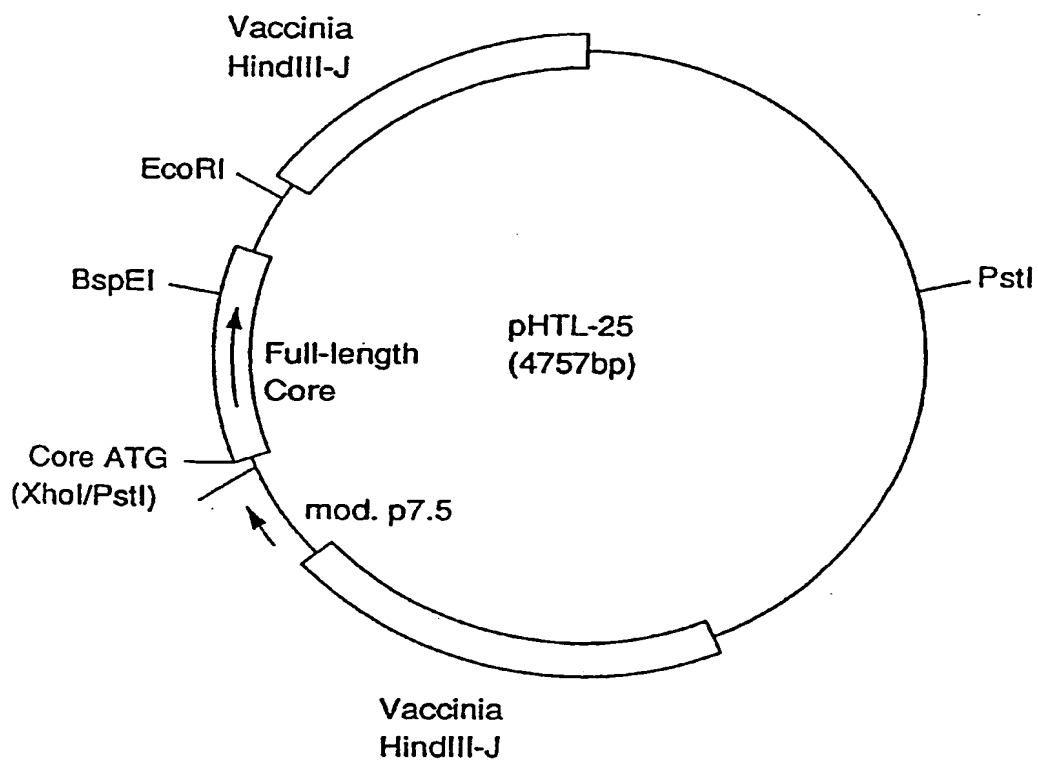 Vaccinia
HindIII-J
EcoRI
BspEI
PstI
pHTL-25
(4757bp)
Full-length
Core
Core ATG
(XhoI/PstI)
mod. p7.5
Vaccinia
HindIII-J